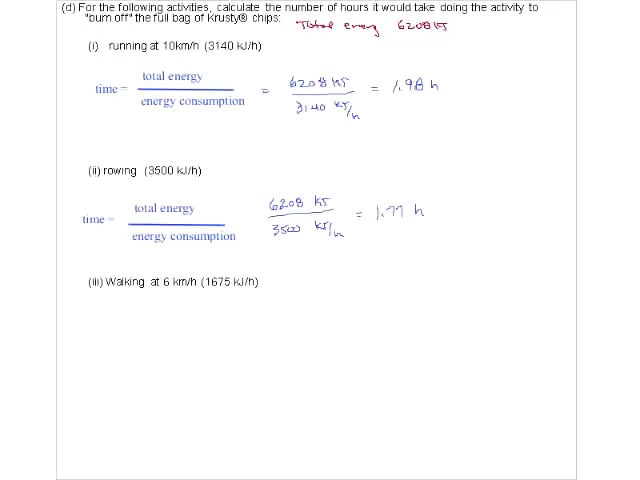 (d) For the following activities, calculate the number of hours it would take doing the activity to
"burn off" the full bag of Krusty® chips: Total energy 6208 kJ
(i) running at 10km/h (3140 kJ/h)
time = total energy / energy consumption = 6208 kJ / 3140 kJ/h = 1.98 h
(ii) rowing (3500 kJ/h)
time = total energy / energy consumption 6208 kJ / 3500 kJ/h = 1.77 h
(iii) Walking at 6 km/h (1675 kJ/h)